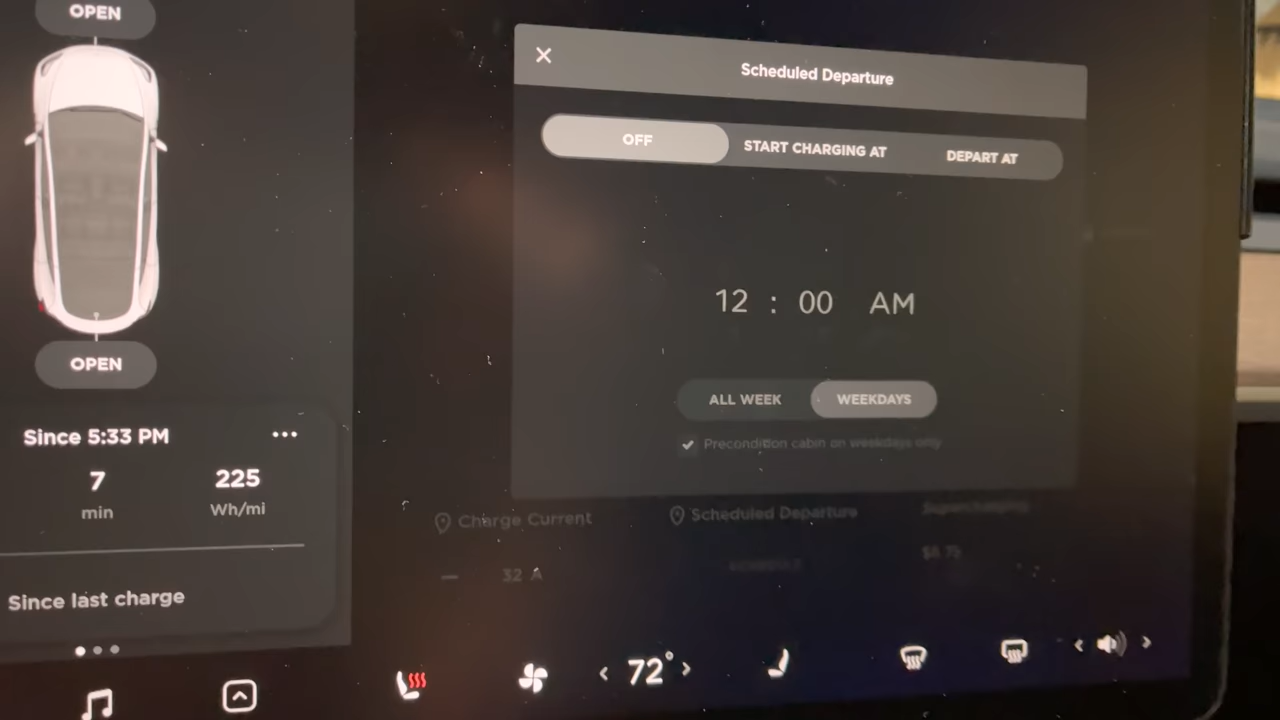 OPEN
Scheduled Departure
OFF
START CHARGING AT
DEPART AT
12 : 00 AM
OPEN
ALL WEEK
WEEKDAYS
Precondition cabin on weekdays only
Since 5:33 PM
7
225
min
Wh/mi
Charge Current
Scheduled Departure
Supercharging
32 A
Since last charge
72°